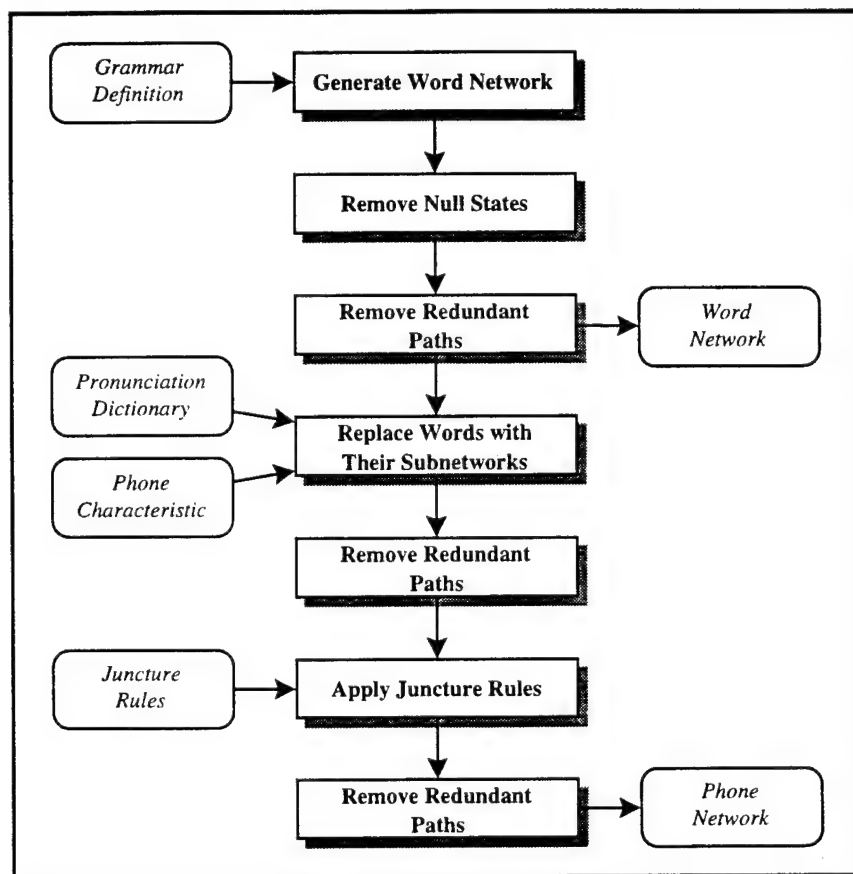 Grammar
Definition
Generate Word Network
Remove Null States
Remove Redundant
Paths
Word
Network
Pronunciation
Dictionary
Phone
Characteristic
Replace Words with
Their Subnetworks
Remove Redundant
Paths
Juncture
Rules
Apply Juncture Rules
Remove Redundant
Paths
Phone
Network